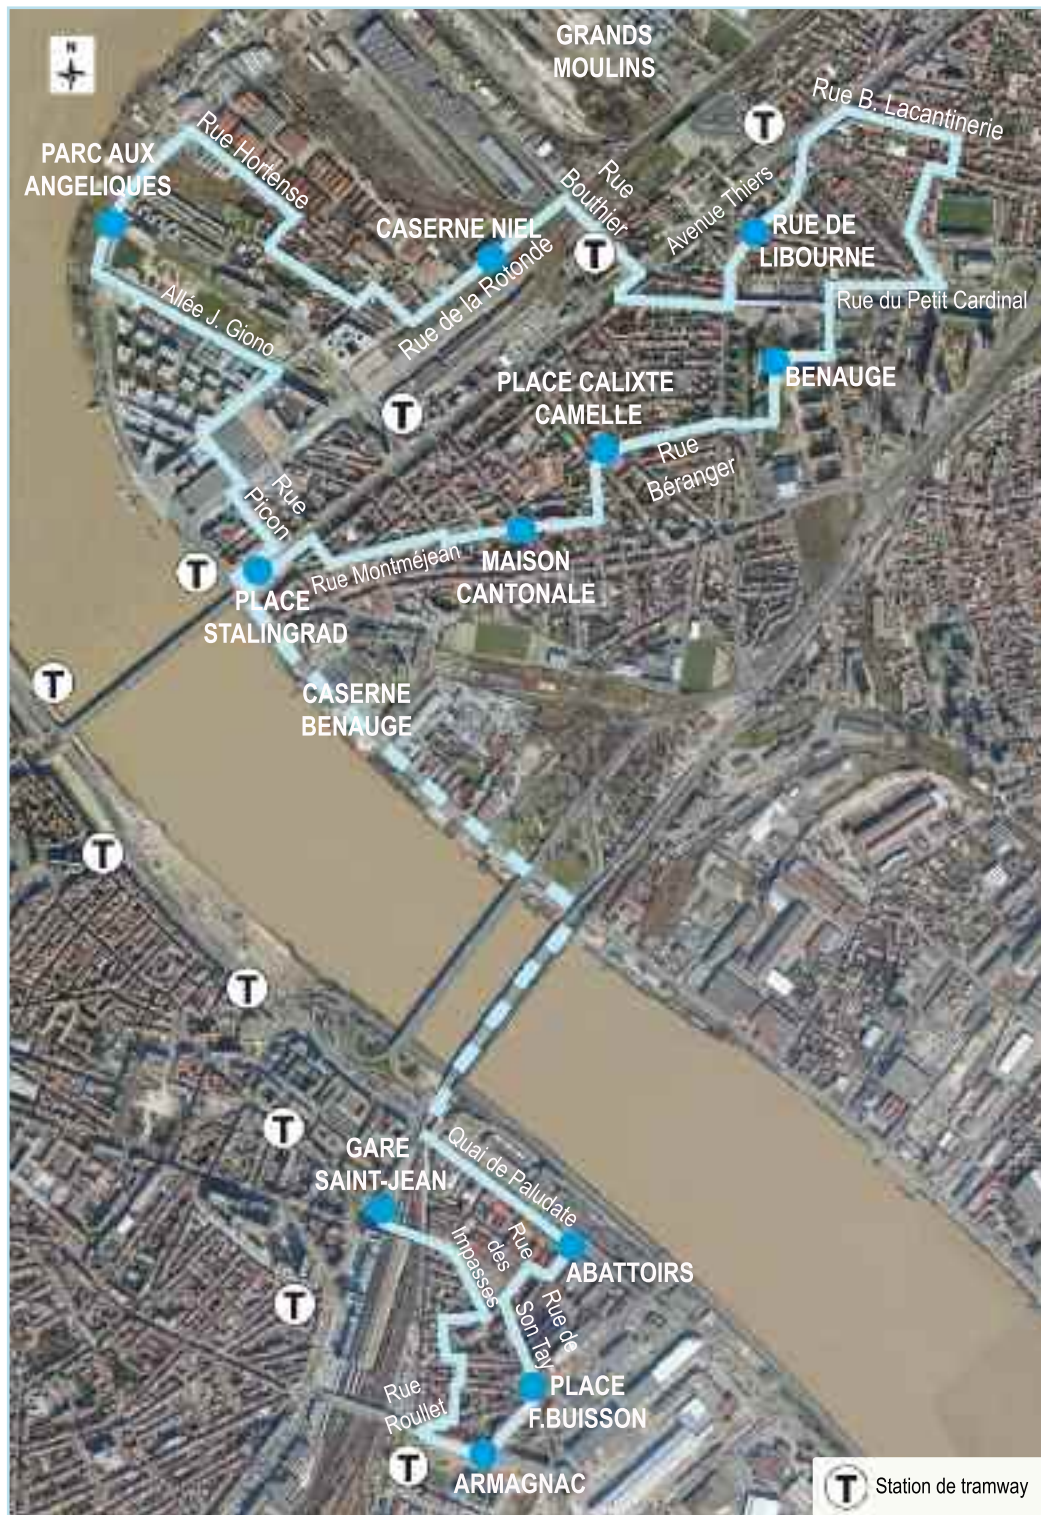 N
GRANDS
MOULINS
Rue B. Lacantinerie
T
Rue Hortense
PARC AUX
ANGELIQUES
Rue
Bouthier
Avenue Thiers
CASERNE NIEL
RUE DE
LIBOURNE
T
Rue de la Rotonde
Allée J. Giono
Rue du Petit Cardinal
PLACE CALIXTE
CAMELLE
BENAUGE
T
Rue
Béranger
Rue
Picon
MAISON
CANTONALE
Rue Montméjean
T
PLACE
STALINGRAD
T
CASERNE
BENAUGE
T
T
T
GARE
SAINT-JEAN
Quai de Paludate
Rue
des
Impasses
ABATTOIRS
T
Rue de
Son Tay
PLACE
F.BUISSON
Rue
Roullet
T
ARMAGNAC
T Station de tramway